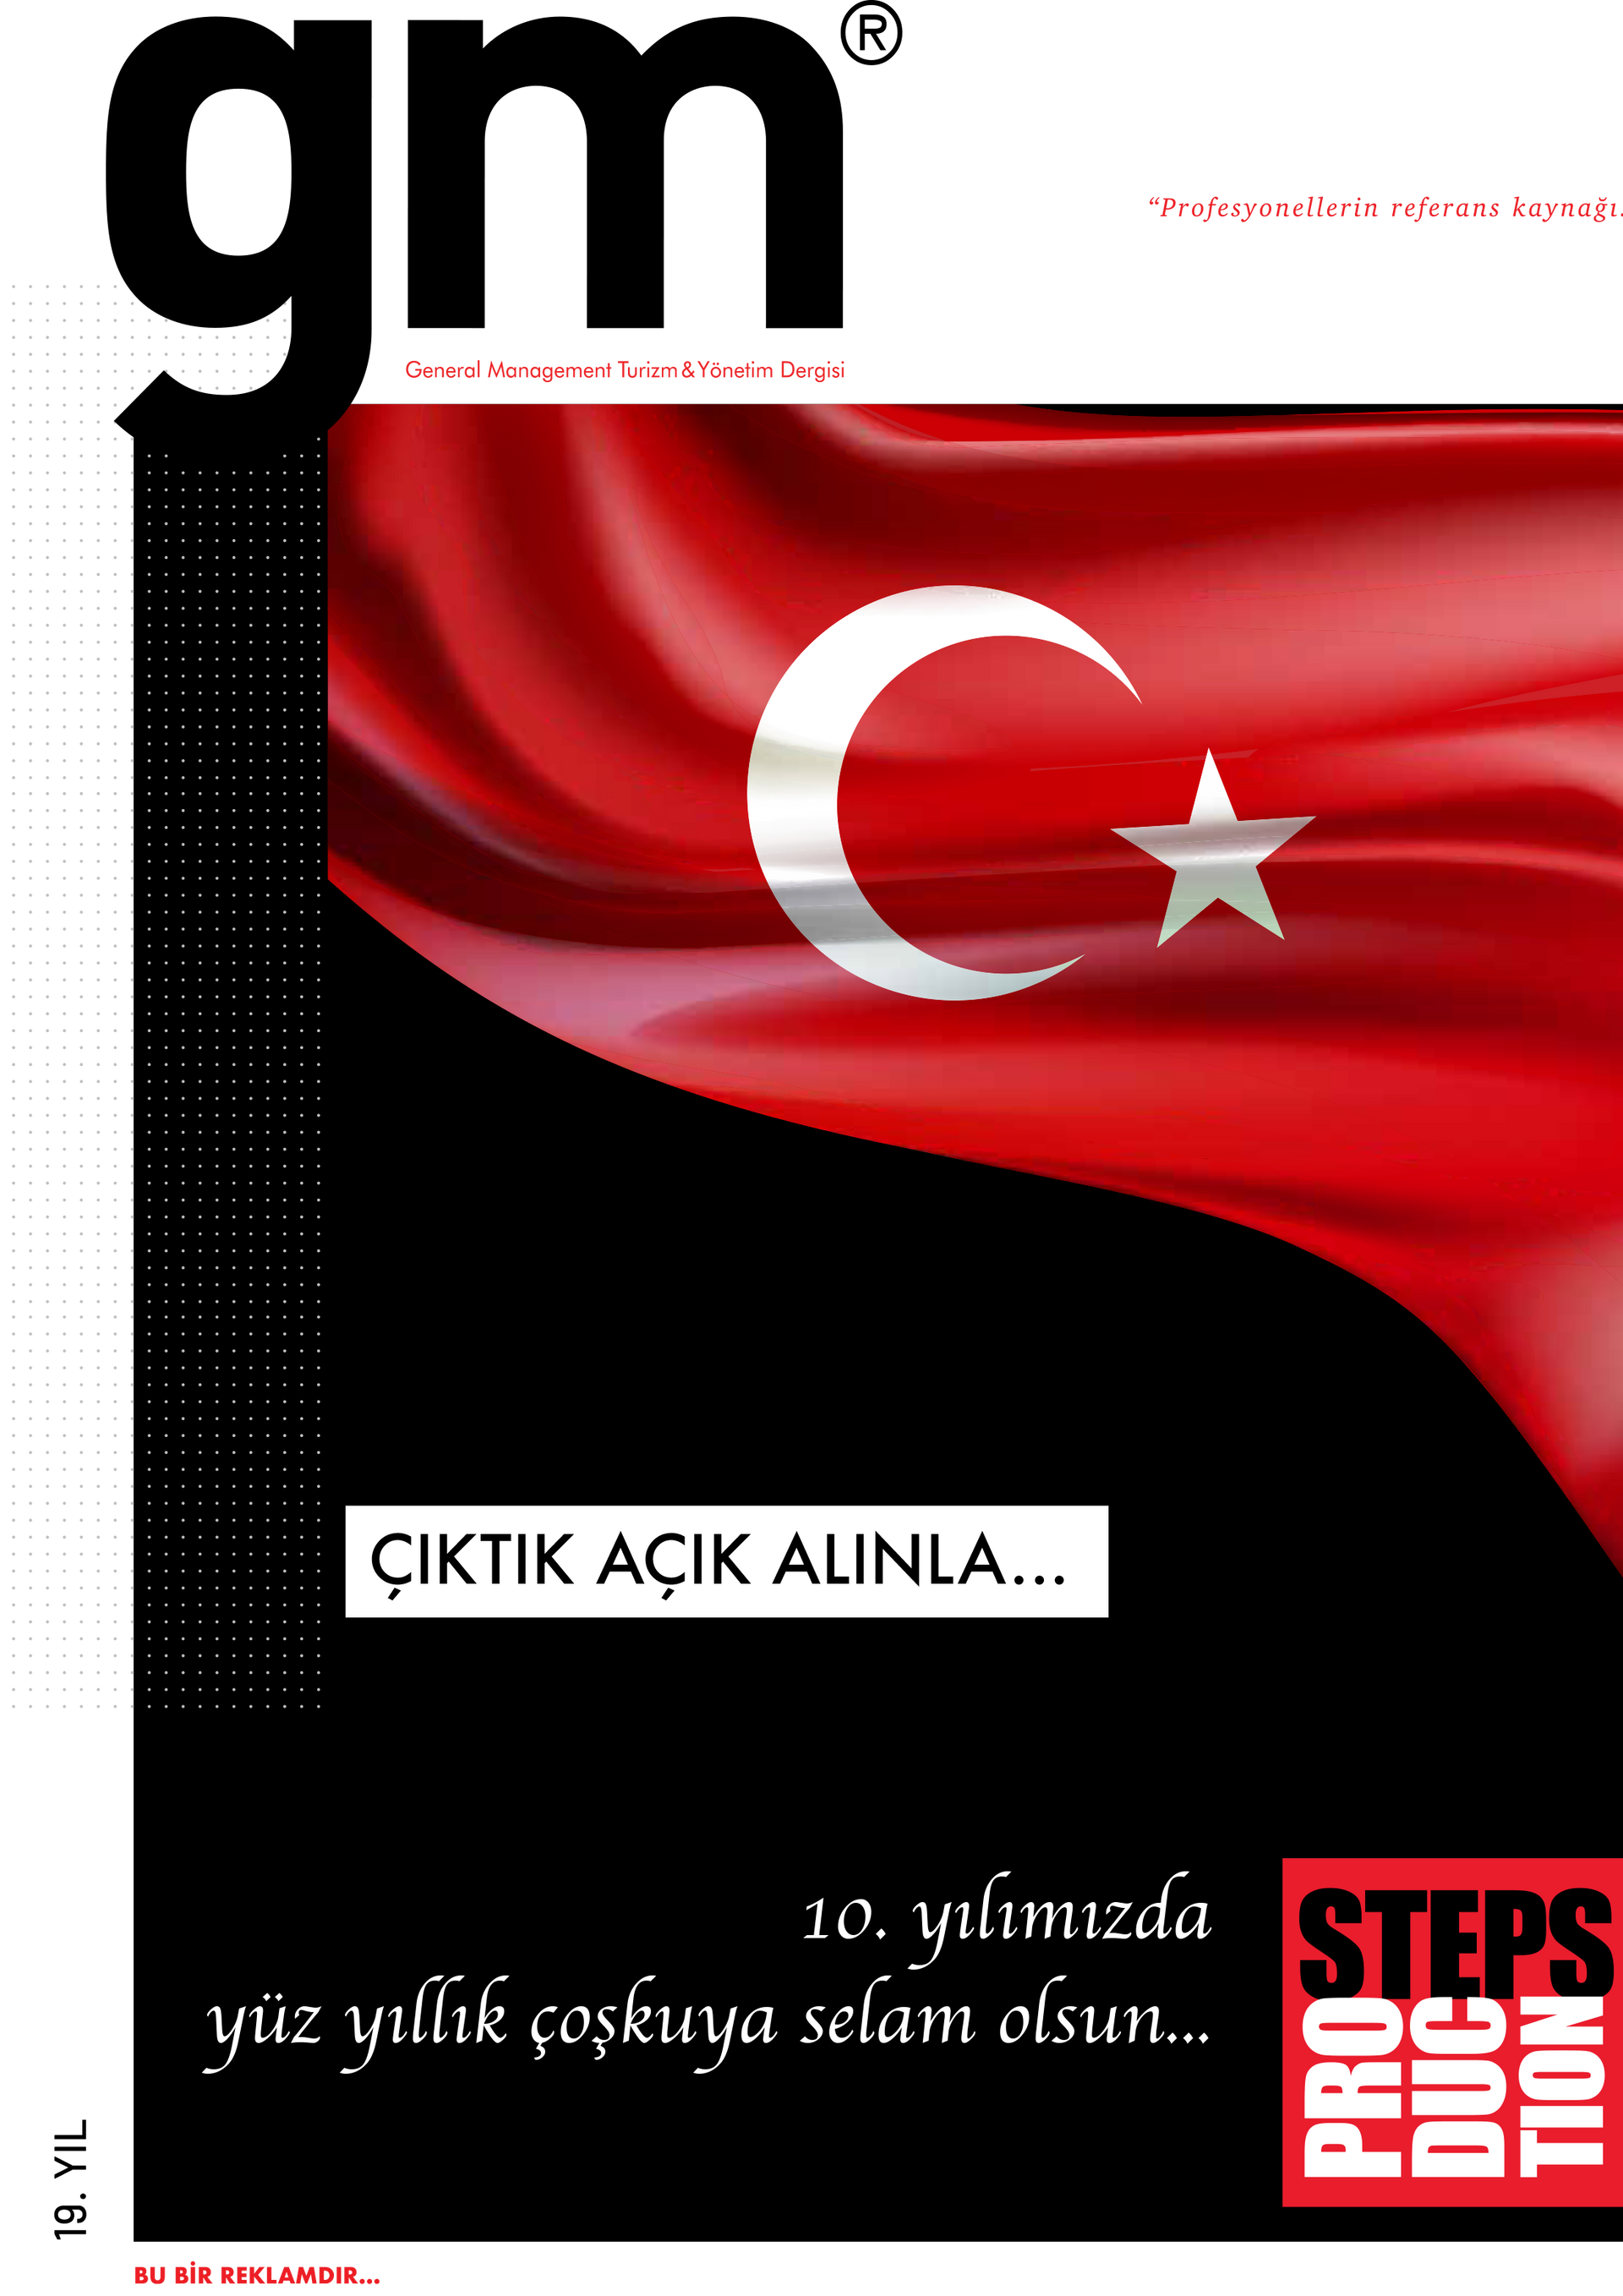 gm®
“Profesyonellerin referans kaynağı.
General Management Turizm & Yönetim Dergisi
ÇIKTIK AÇIK ALINLA...
10. yılımızda
yüz yıllık çoşkuya selam olsun...
STEPS
PRO
DUC
TION
19. YIL
BU BİR REKLAMDIR...